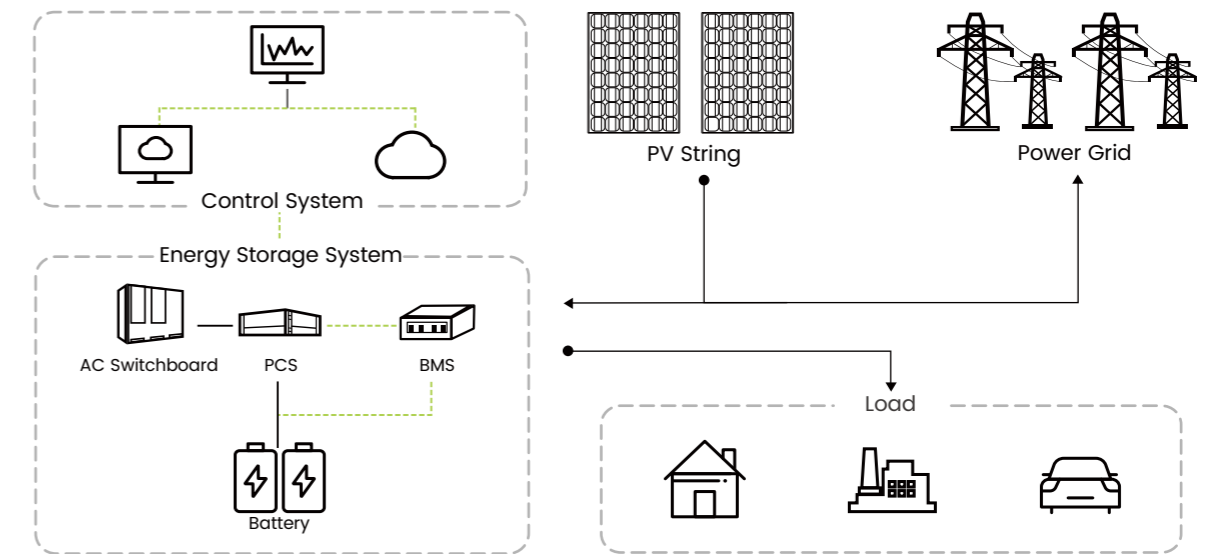 PV String
Power Grid
Control System
Energy Storage System
AC Switchboard
PCS
BMS
Load
Battery